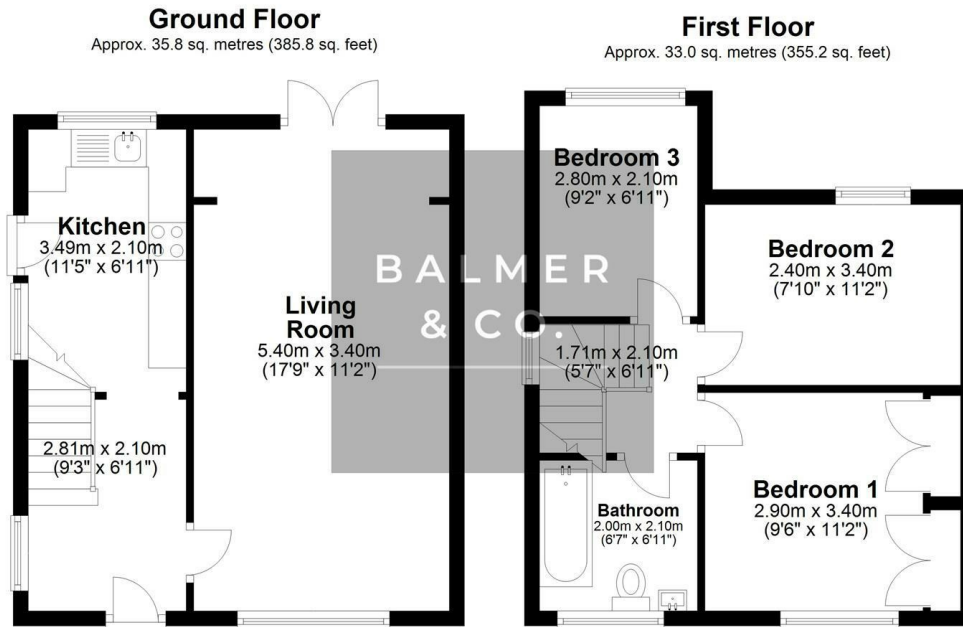 Ground Floor
Approx. 35.8 sq. metres (385.8 sq. feet)
Kitchen
3.49m x 2.10m
(11'5" x 6'11")
Living
Room
5.40m x 3.40m
(17'9" x 11'2")
2.81m x 2.10m
(9'3" x 6'11")
First Floor
Approx. 33.0 sq. metres (355.2 sq. feet)
Bedroom 3
2.80m x 2.10m
(9'2" x 6'11")
Bedroom 2
2.40m x 3.40m
(7'10" x 11'2")
1.71m x 2.10m
(5'7" x 6'11")
Bedroom 1
2.90m x 3.40m
(9'6" x 11'2")
Bathroom
2.00m x 2.10m
(6'7" x 6'11")
BALMER
& CO.